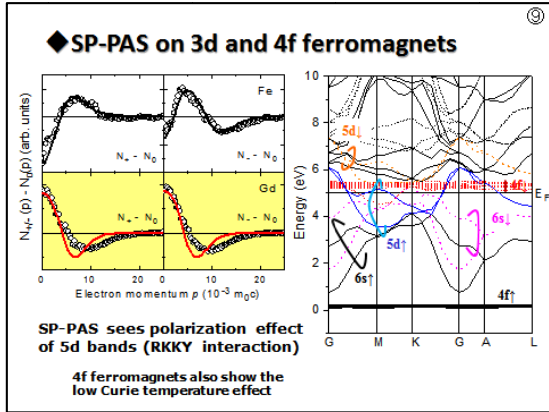 ⑨
◆SP-PAS on 3d and 4f ferromagnets
N+/-(p) - N0(p) (arb. units)
Fe
N+ - N0
N- - N0
Gd
N+ - N0
N- - N0
0 10 20 0 10 20
Electron momentum p (10⁻³ m₀c)
Energy (eV)
10
8
6
4
2
0
5d↓
4f↓
EF
5d↑
6s↓
6s↑
4f↑
G M K G A L
SP-PAS sees polarization effect
of 5d bands (RKKY interaction)
4f ferromagnets also show the
low Curie temperature effect